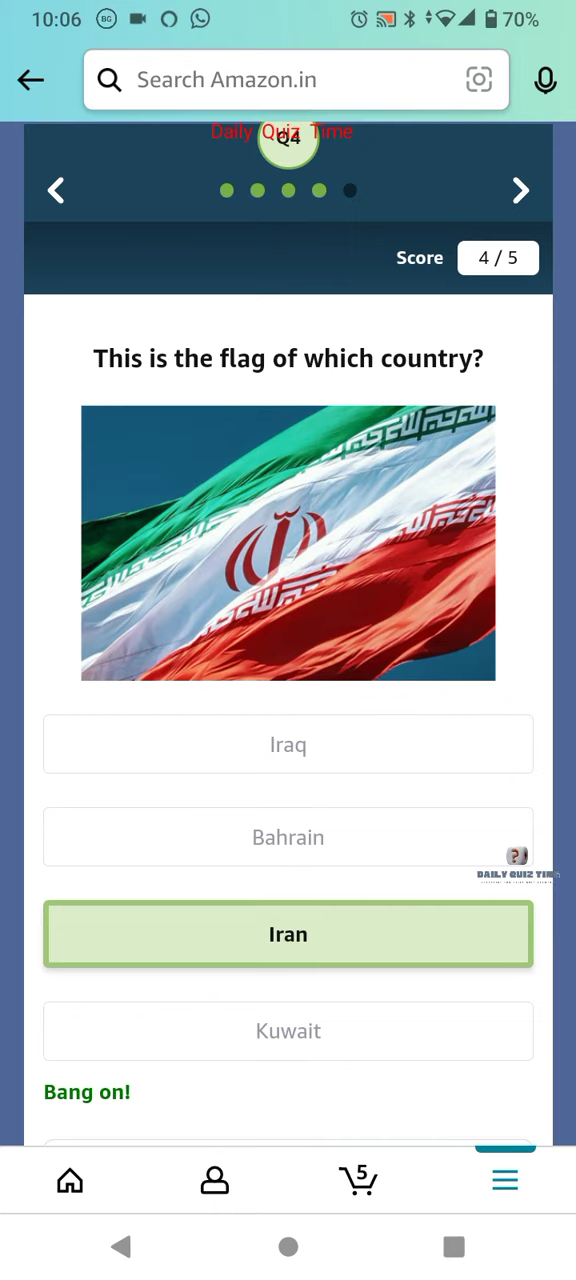 10:06
BG
70%
Search Amazon.in
Daily Quiz Time
Q4
Score 4 / 5
This is the flag of which country?
Iraq
Bahrain
?
DAILY QUIZ TIME
Iran
Kuwait
Bang on!
5